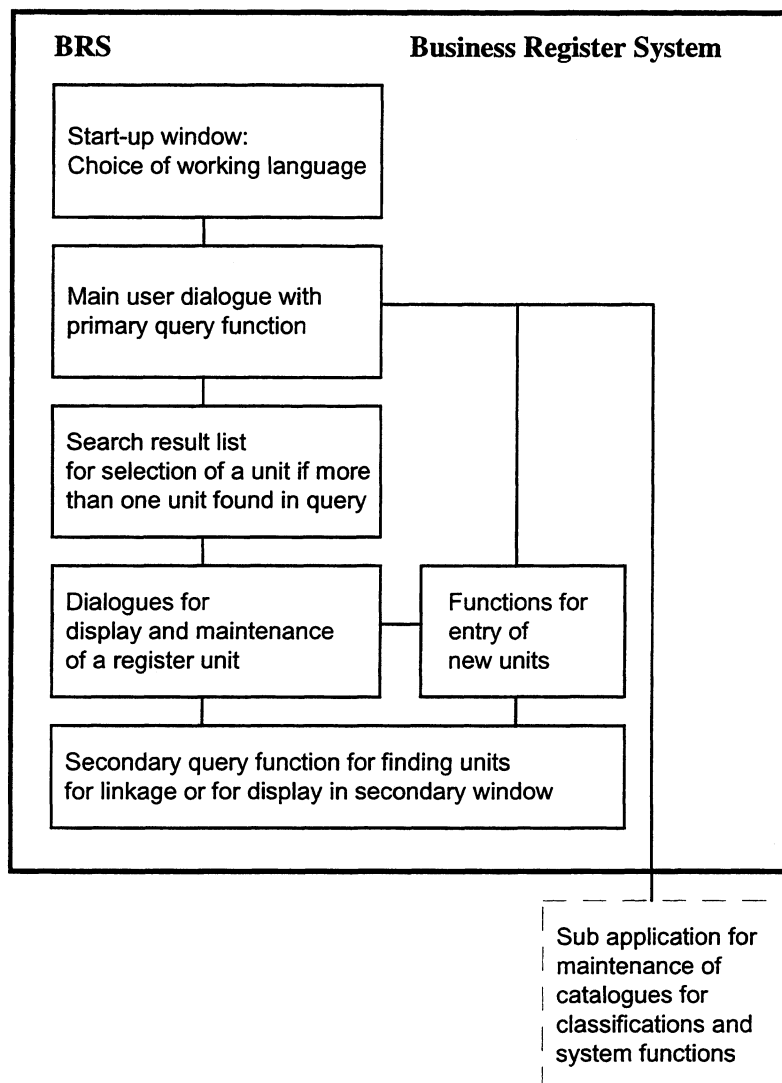 BRS Business Register System
Start-up window:
Choice of working language
Main user dialogue with
primary query function
Search result list
for selection of a unit if more
than one unit found in query
Dialogues for
display and maintenance
of a register unit
Functions for
entry of
new units
Secondary query function for finding units
for linkage or for display in secondary window
Sub application for
maintenance of
catalogues for
classifications and
system functions